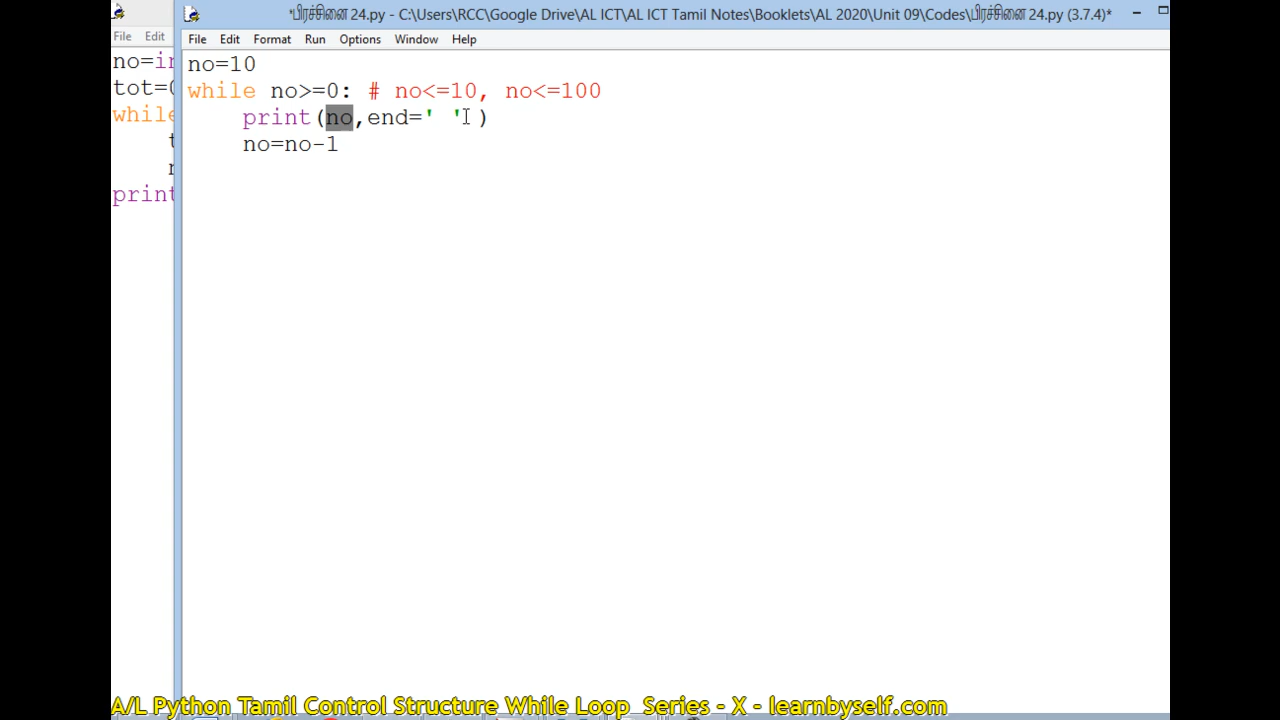 *பிரச்சினை 24.py - C:\Users\RCC\Google Drive\AL ICT\AL ICT Tamil Notes\Booklets\AL 2020\Unit 09\Codes\பிரச்சினை 24.py (3.7.4)*
File Edit
File Edit Format Run Options Window Help
no=10
while no>=0: # no<=10, no<=100
print(no,end=' ')
no=no-1
no=in
tot=0
while
print
A/L Python Tamil Control Structure While Loop Series - X - learnbyself.com